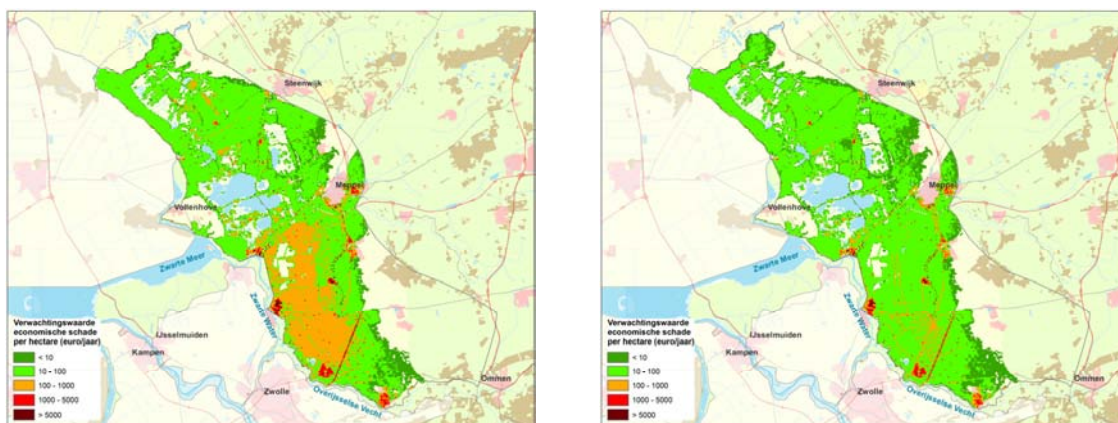 Steenwijk
Meppel
Vollenhove
Zwarte Meer
Zwarte Water
Verwachtingswaarde
economische schade
per hectare (euro/jaar)
< 10
10 - 100
100 - 1000
1000 - 5000
> 5000
IJsselmuiden
Kampen
Zwolle
Ommen
Overijsselse Vecht
Steenwijk
Meppel
Vollenhove
Zwarte Meer
Zwarte Water
Verwachtingswaarde
economische schade
per hectare (euro/jaar)
< 10
10 - 100
100 - 1000
1000 - 5000
> 5000
IJsselmuiden
Kampen
Zwolle
Ommen
Overijsselse Vecht